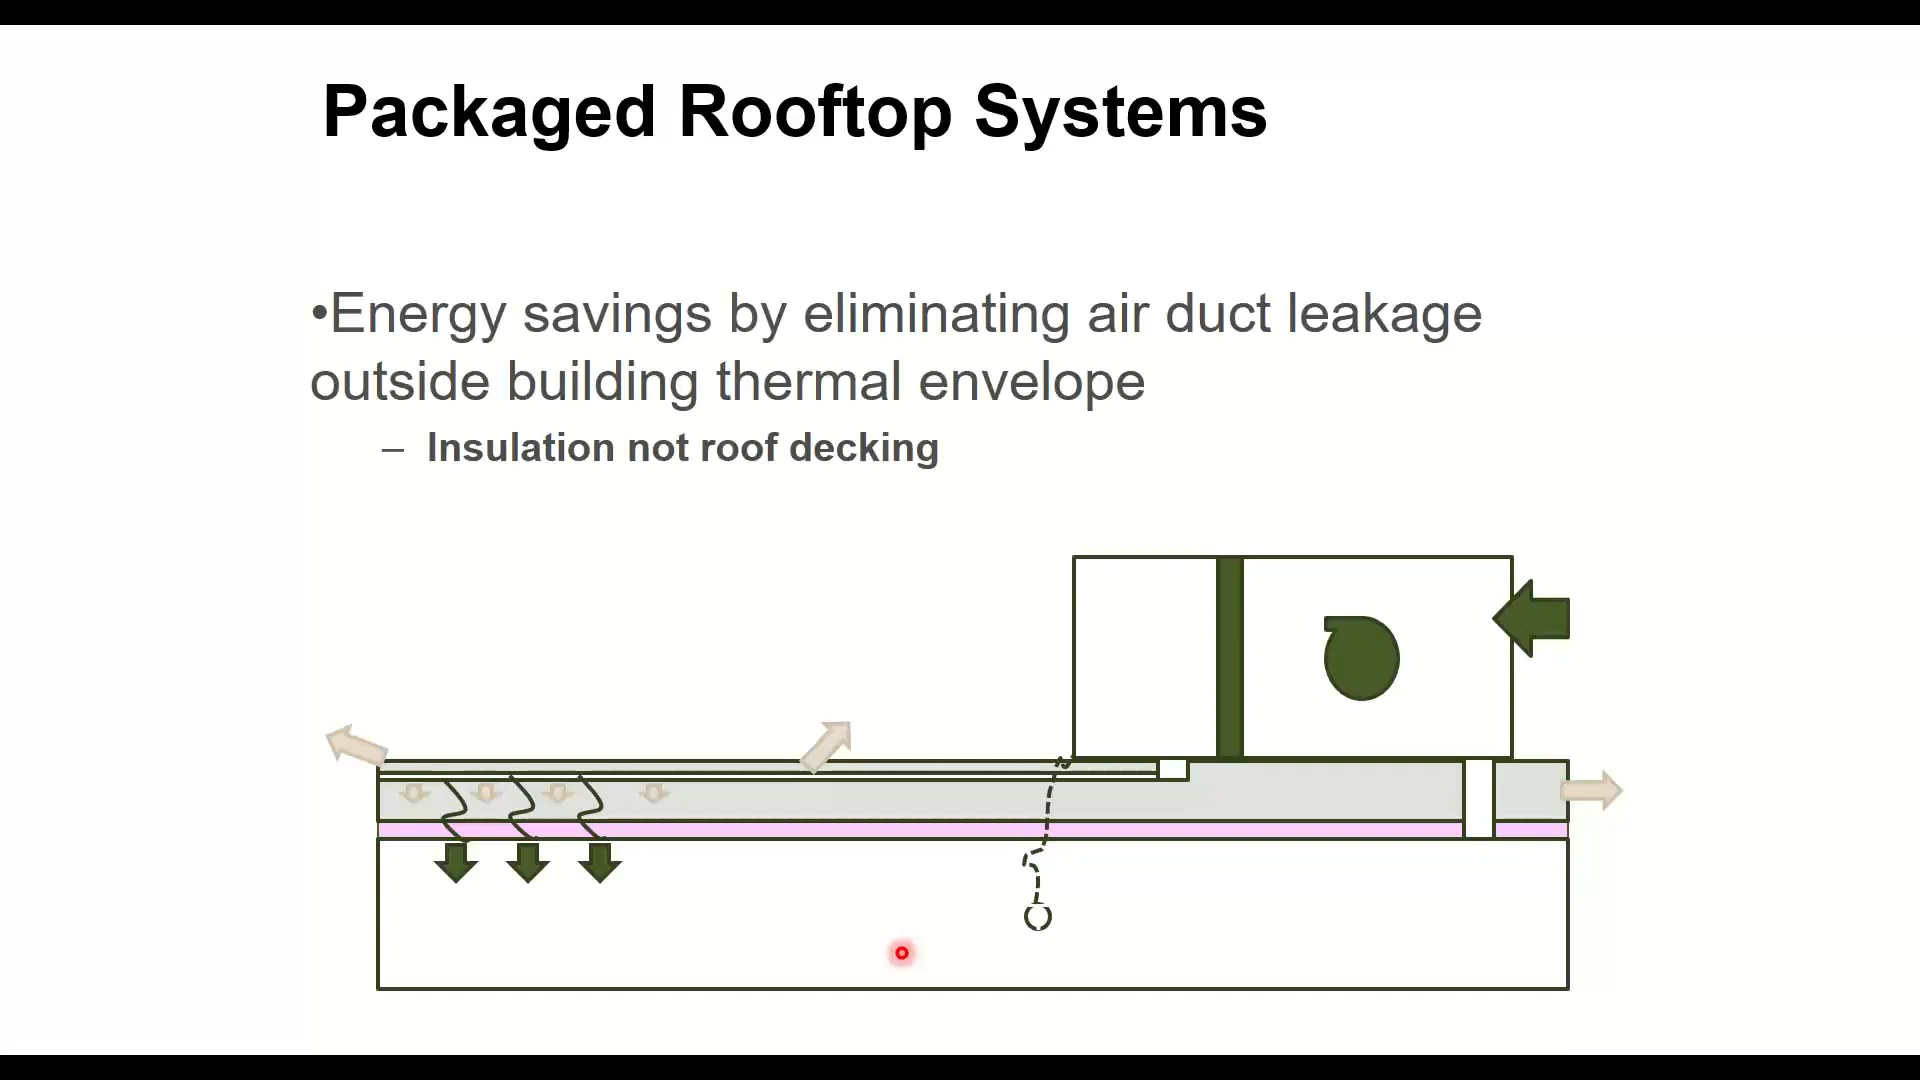 Packaged Rooftop Systems
•Energy savings by eliminating air duct leakage
outside building thermal envelope
– Insulation not roof decking